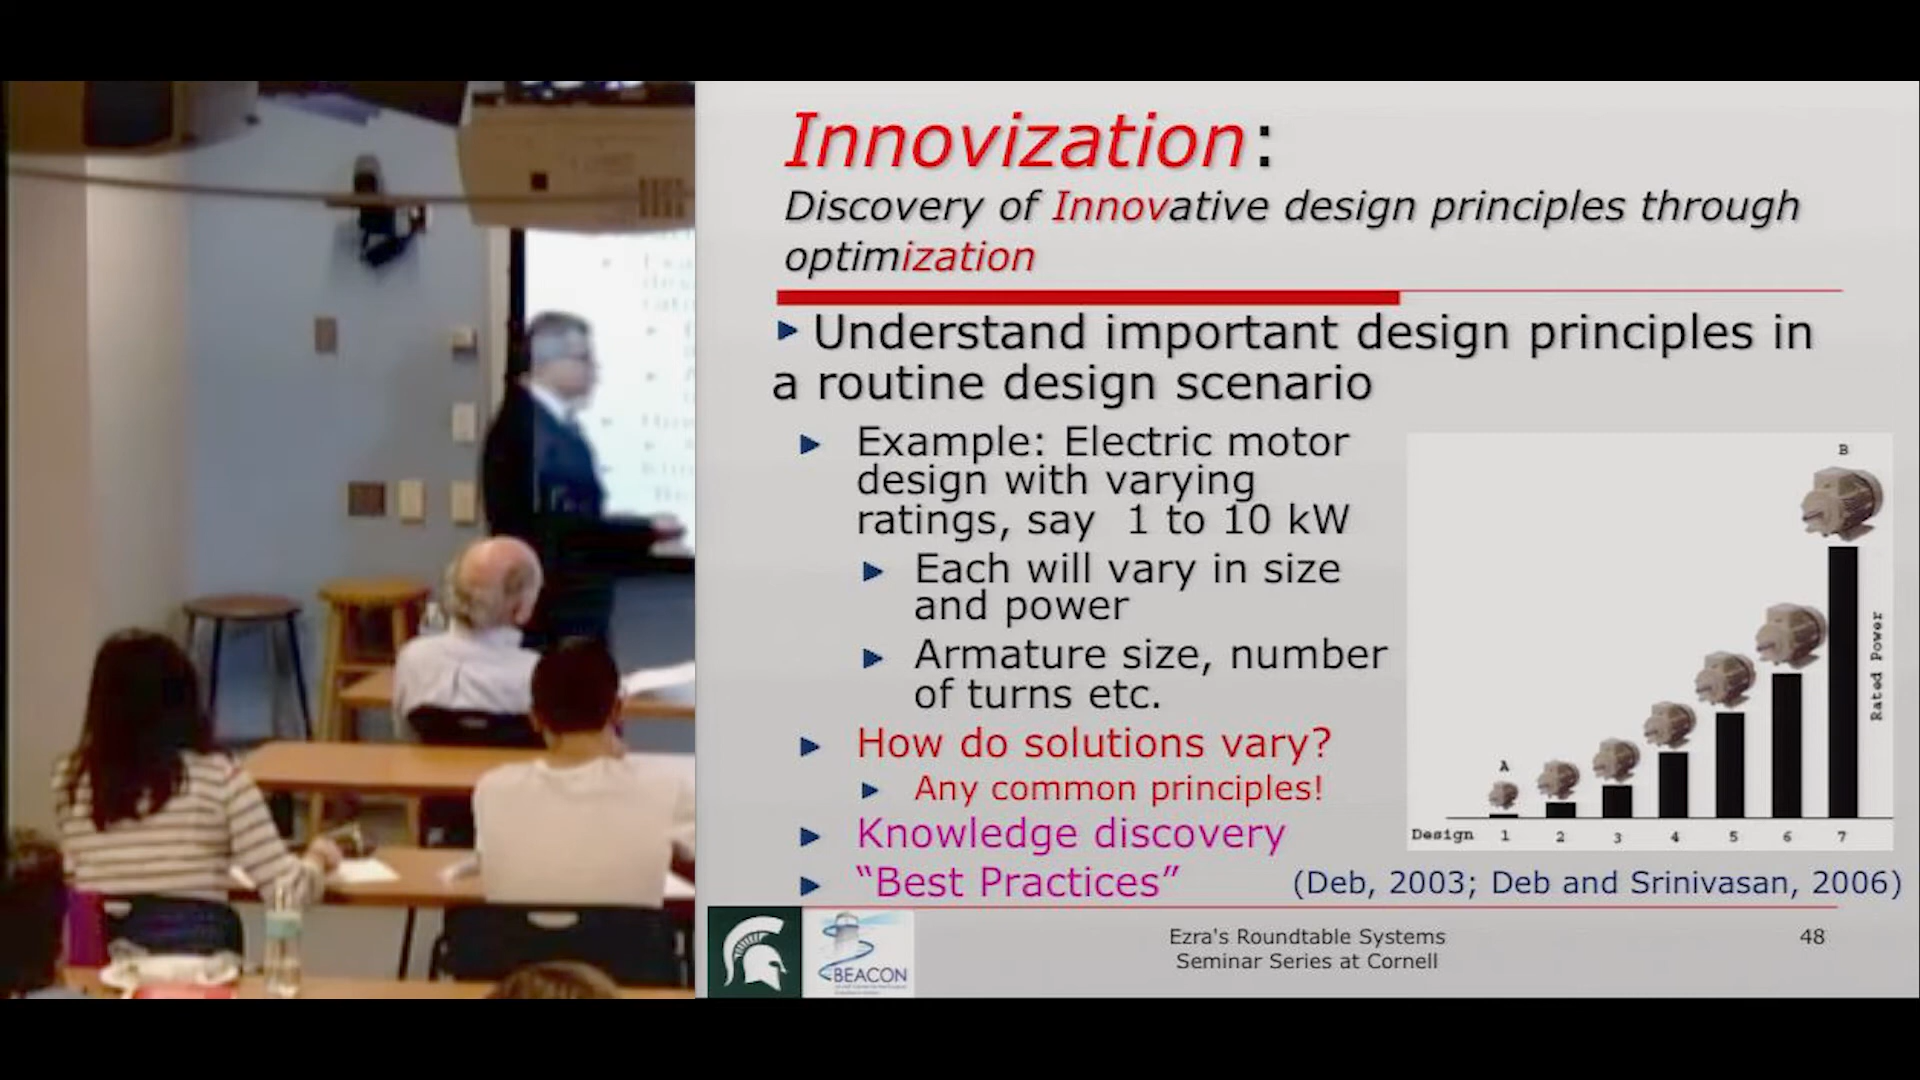 Innovization:
Discovery of Innovative design principles through
optimization
Understand important design principles in
a routine design scenario
Example: Electric motor
design with varying
ratings, say 1 to 10 kW
Each will vary in size
and power
Armature size, number
of turns etc.
How do solutions vary?
Any common principles!
Knowledge discovery
“Best Practices”
B
A
Rated Power
Design 1 2 3 4 5 6 7
(Deb, 2003; Deb and Srinivasan, 2006)
BEACON
Ezra's Roundtable Systems
Seminar Series at Cornell
48